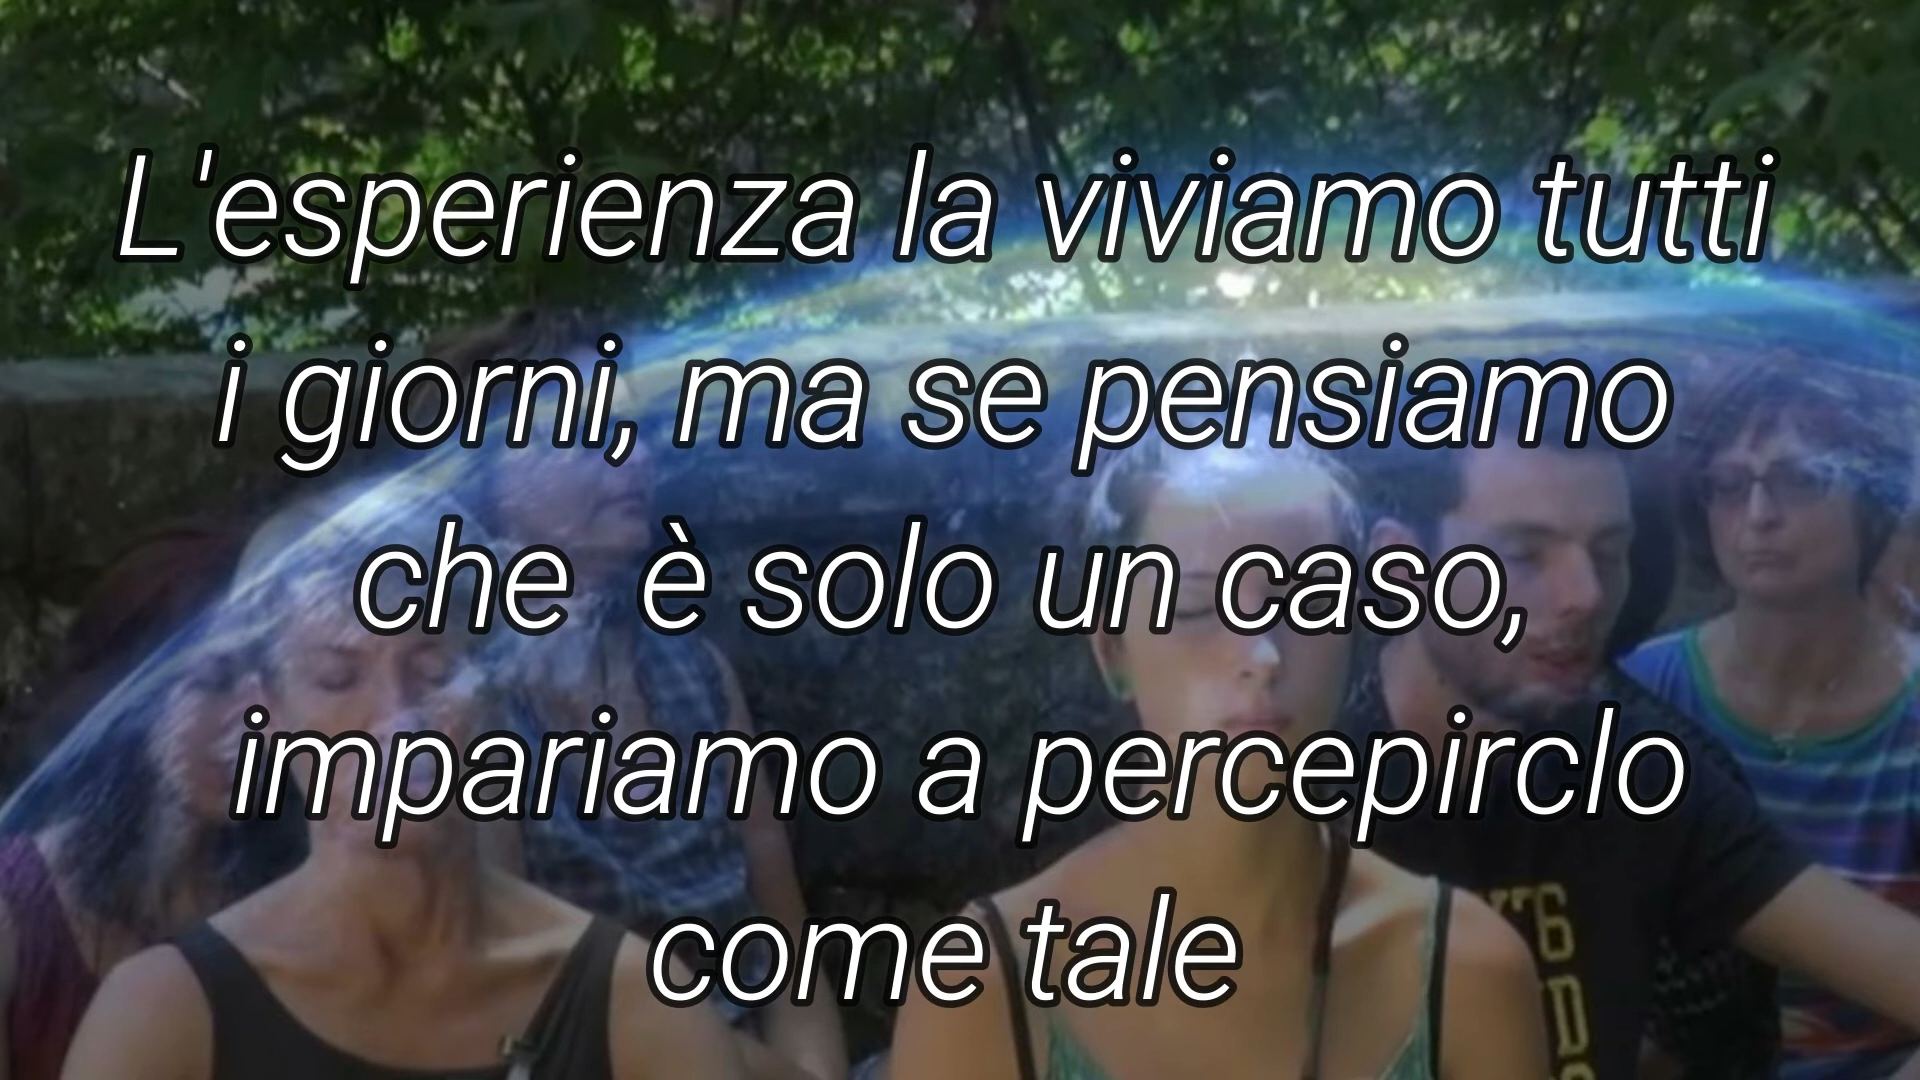 L'esperienza la viviamo tutti
i giorni, ma se pensiamo
che è solo un caso,
impariamo a percepirclo
come tale